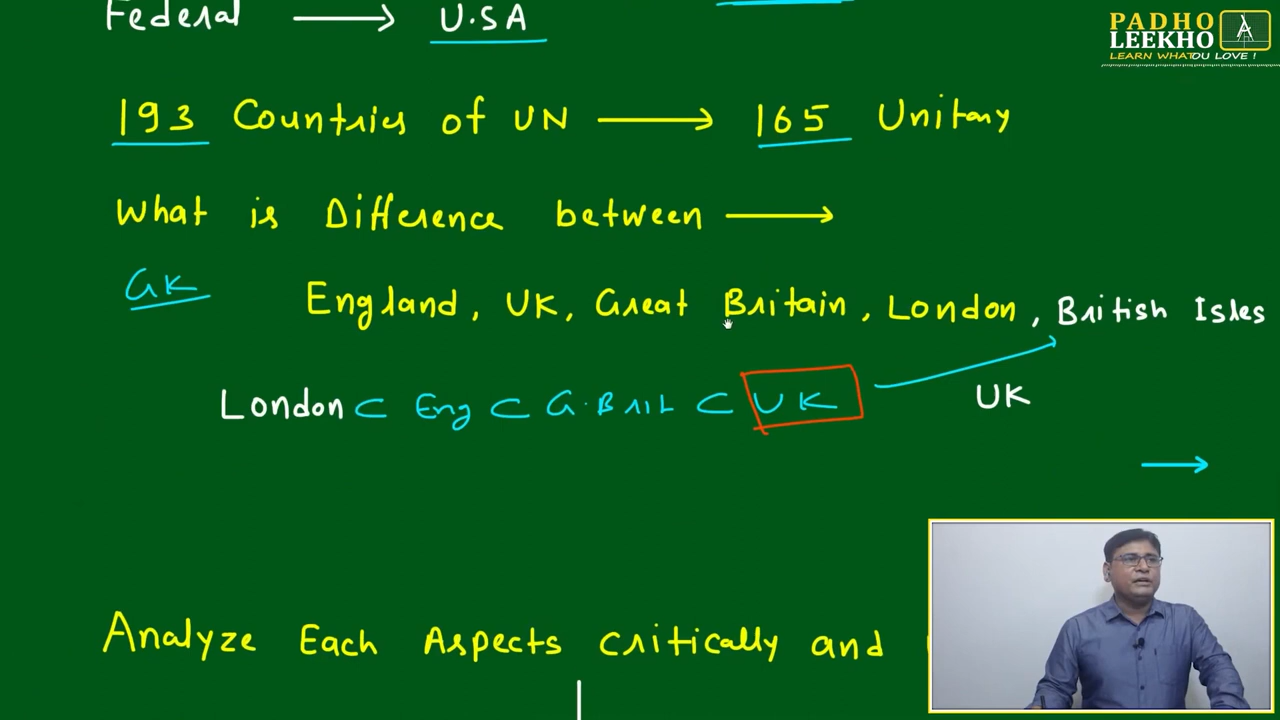 Federal ⟶ U.S.A
PADHO
LEEKHO
LEARN WHAT OU LOVE !
193 Countries of UN ⟶ 165 Unitary
What is Difference between ⟶
GK
England, UK, Great Britain, London, British Isles
London ⊂ Eng ⊂ G.Brit ⊂ UK
UK
Analyze Each Aspects critically and